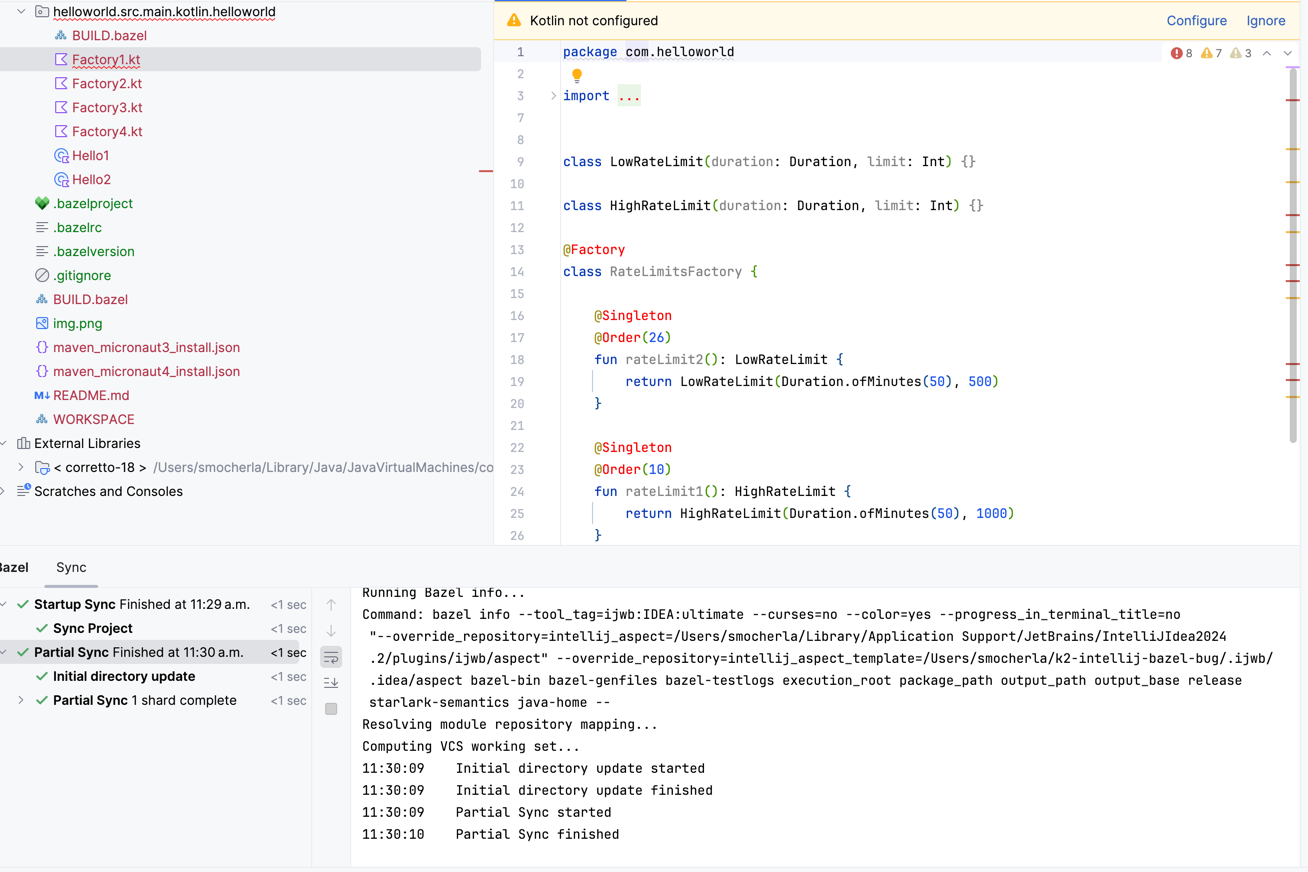 helloworld.src.main.kotlin.helloworld
BUILD.bazel
Factory1.kt
Factory2.kt
Factory3.kt
Factory4.kt
Hello1
Hello2
.bazelproject
.bazelrc
.bazelversion
.gitignore
BUILD.bazel
img.png
maven_micronaut3_install.json
maven_micronaut4_install.json
M↓ README.md
WORKSPACE
External Libraries
< corretto-18 > /Users/smocherla/Library/Java/JavaVirtualMachines/co
Scratches and Consoles
Kotlin not configured Configure Ignore
8 7 3
1 package com.helloworld
2
3 import ...
7
8
9 class LowRateLimit(duration: Duration, limit: Int) {}
10
11 class HighRateLimit(duration: Duration, limit: Int) {}
12
13 @Factory
14 class RateLimitsFactory {
15
16 @Singleton
17 @Order(26)
18 fun rateLimit2(): LowRateLimit {
19 return LowRateLimit(Duration.ofMinutes(50), 500)
20 }
21
22 @Singleton
23 @Order(10)
24 fun rateLimit1(): HighRateLimit {
25 return HighRateLimit(Duration.ofMinutes(50), 1000)
26 }
Bazel Sync
Startup Sync Finished at 11:29 a.m. <1 sec
Sync Project <1 sec
Partial Sync Finished at 11:30 a.m. <1 sec
Initial directory update <1 sec
Partial Sync 1 shard complete <1 sec
Running Bazel info...
Command: bazel info --tool_tag=ijwb:IDEA:ultimate --curses=no --color=yes --progress_in_terminal_title=no
"--override_repository=intellij_aspect=/Users/smocherla/Library/Application Support/JetBrains/IntelliJIdea2024
.2/plugins/ijwb/aspect" --override_repository=intellij_aspect_template=/Users/smocherla/k2-intellij-bazel-bug/.ijwb/
.idea/aspect bazel-bin bazel-genfiles bazel-testlogs execution_root package_path output_path output_base release
starlark-semantics java-home --
Resolving module repository mapping...
Computing VCS working set...
11:30:09 Initial directory update started
11:30:09 Initial directory update finished
11:30:09 Partial Sync started
11:30:10 Partial Sync finished